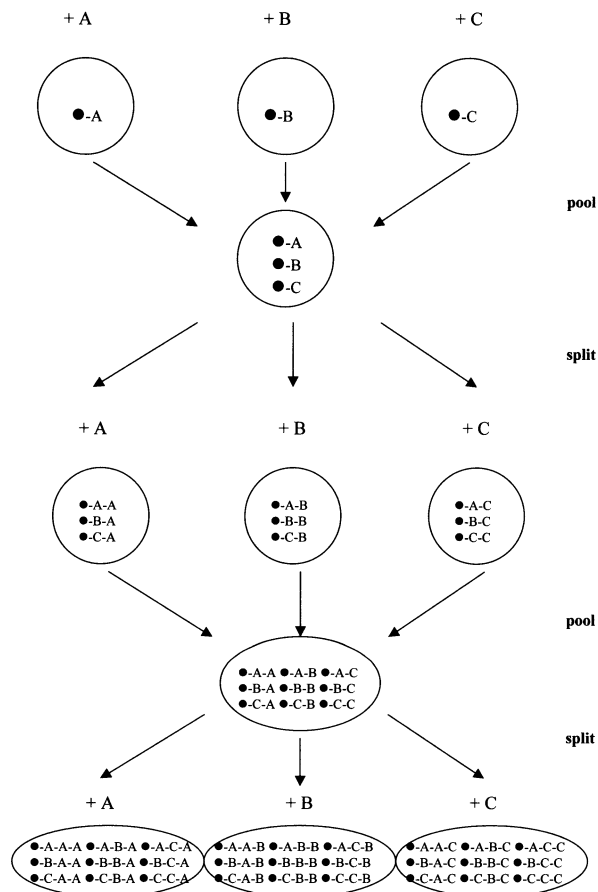 + A + B + C
●-A ●-B ●-C
pool
●-A
●-B
●-C
split
+ A + B + C
●-A-A ●-A-B ●-A-C
●-B-A ●-B-B ●-B-C
●-C-A ●-C-B ●-C-C
pool
●-A-A ●-A-B ●-A-C
●-B-A ●-B-B ●-B-C
●-C-A ●-C-B ●-C-C
split
+ A + B + C
●-A-A-A ●-A-B-A ●-A-C-A ●-A-A-B ●-A-B-B ●-A-C-B ●-A-A-C ●-A-B-C ●-A-C-C
●-B-A-A ●-B-B-A ●-B-C-A ●-B-A-B ●-B-B-B ●-B-C-B ●-B-A-C ●-B-B-C ●-B-C-C
●-C-A-A ●-C-B-A ●-C-C-A ●-C-A-B ●-C-B-B ●-C-C-B ●-C-A-C ●-C-B-C ●-C-C-C